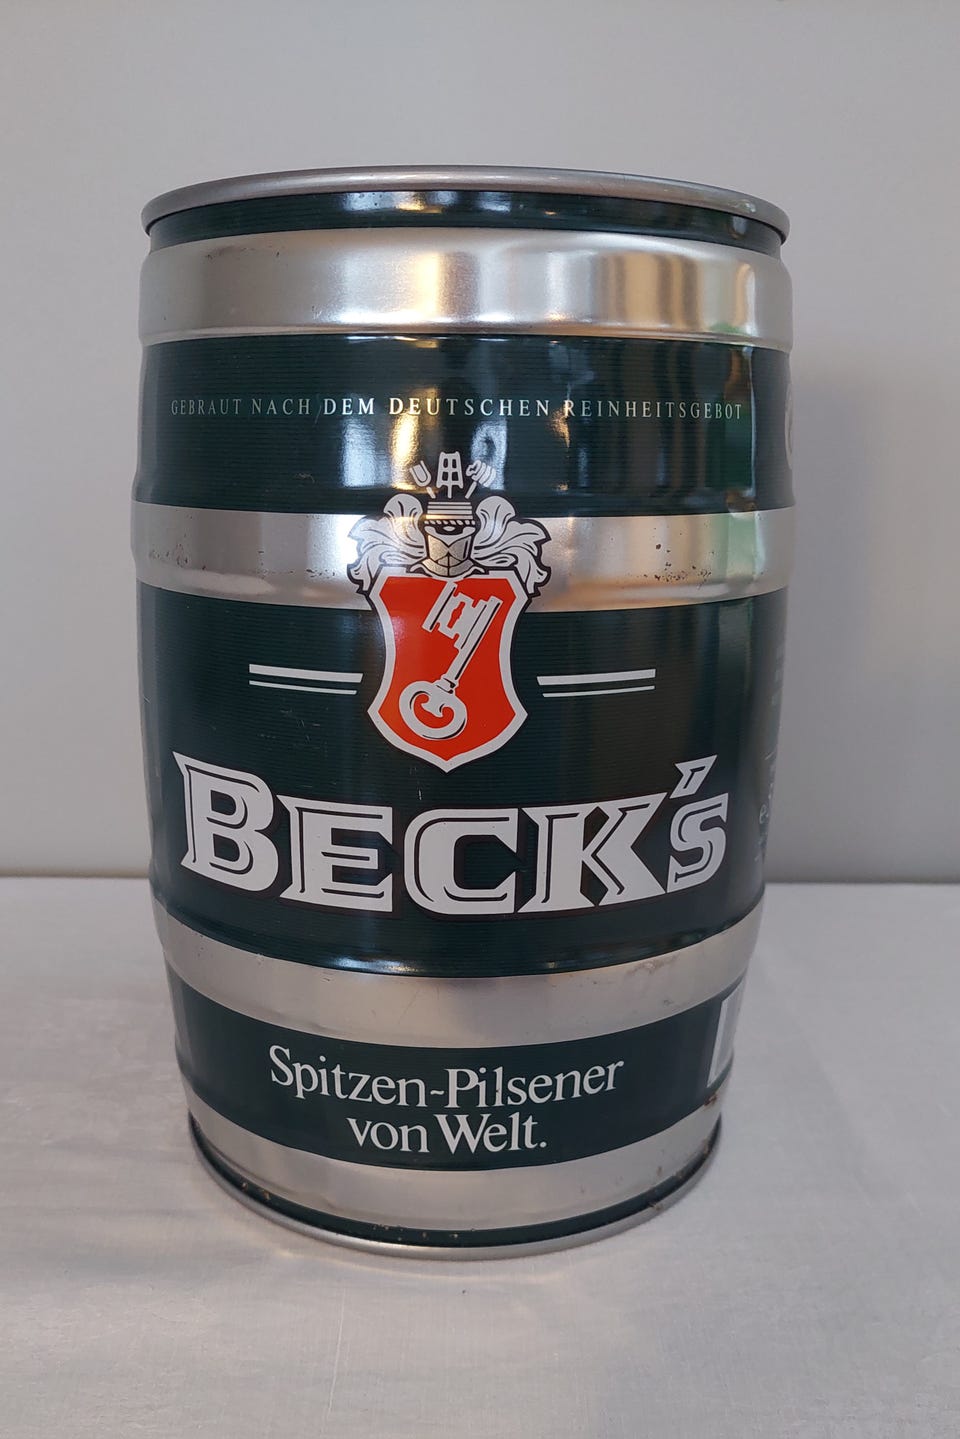 GEBRAUT NACH DEM DEUTSCHEN REINHEITSGEBOT
BECK'S
Spitzen-Pilsener
von Welt.